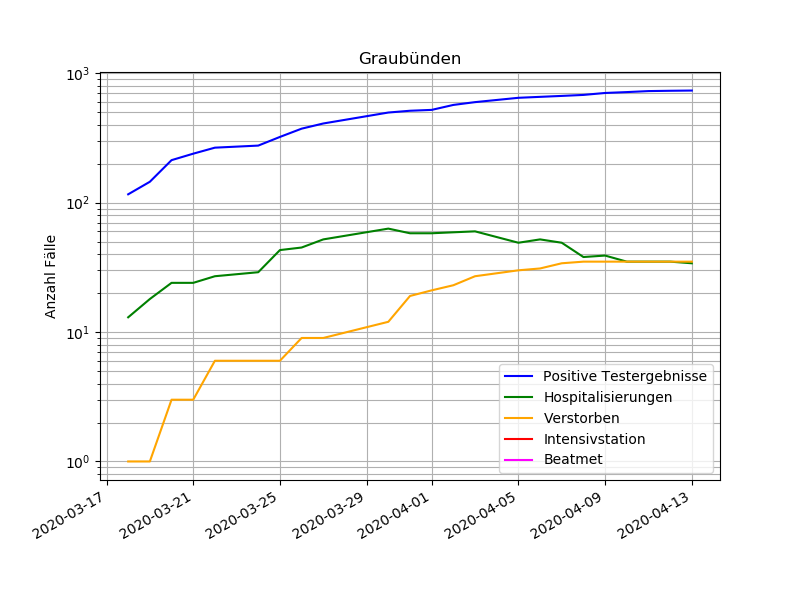 Graubünden
Anzahl Fälle
10³
10²
10¹
10⁰
Positive Testergebnisse
Hospitalisierungen
Verstorben
Intensivstation
Beatmet
2020-03-17
2020-03-21
2020-03-25
2020-03-29
2020-04-01
2020-04-05
2020-04-09
2020-04-13